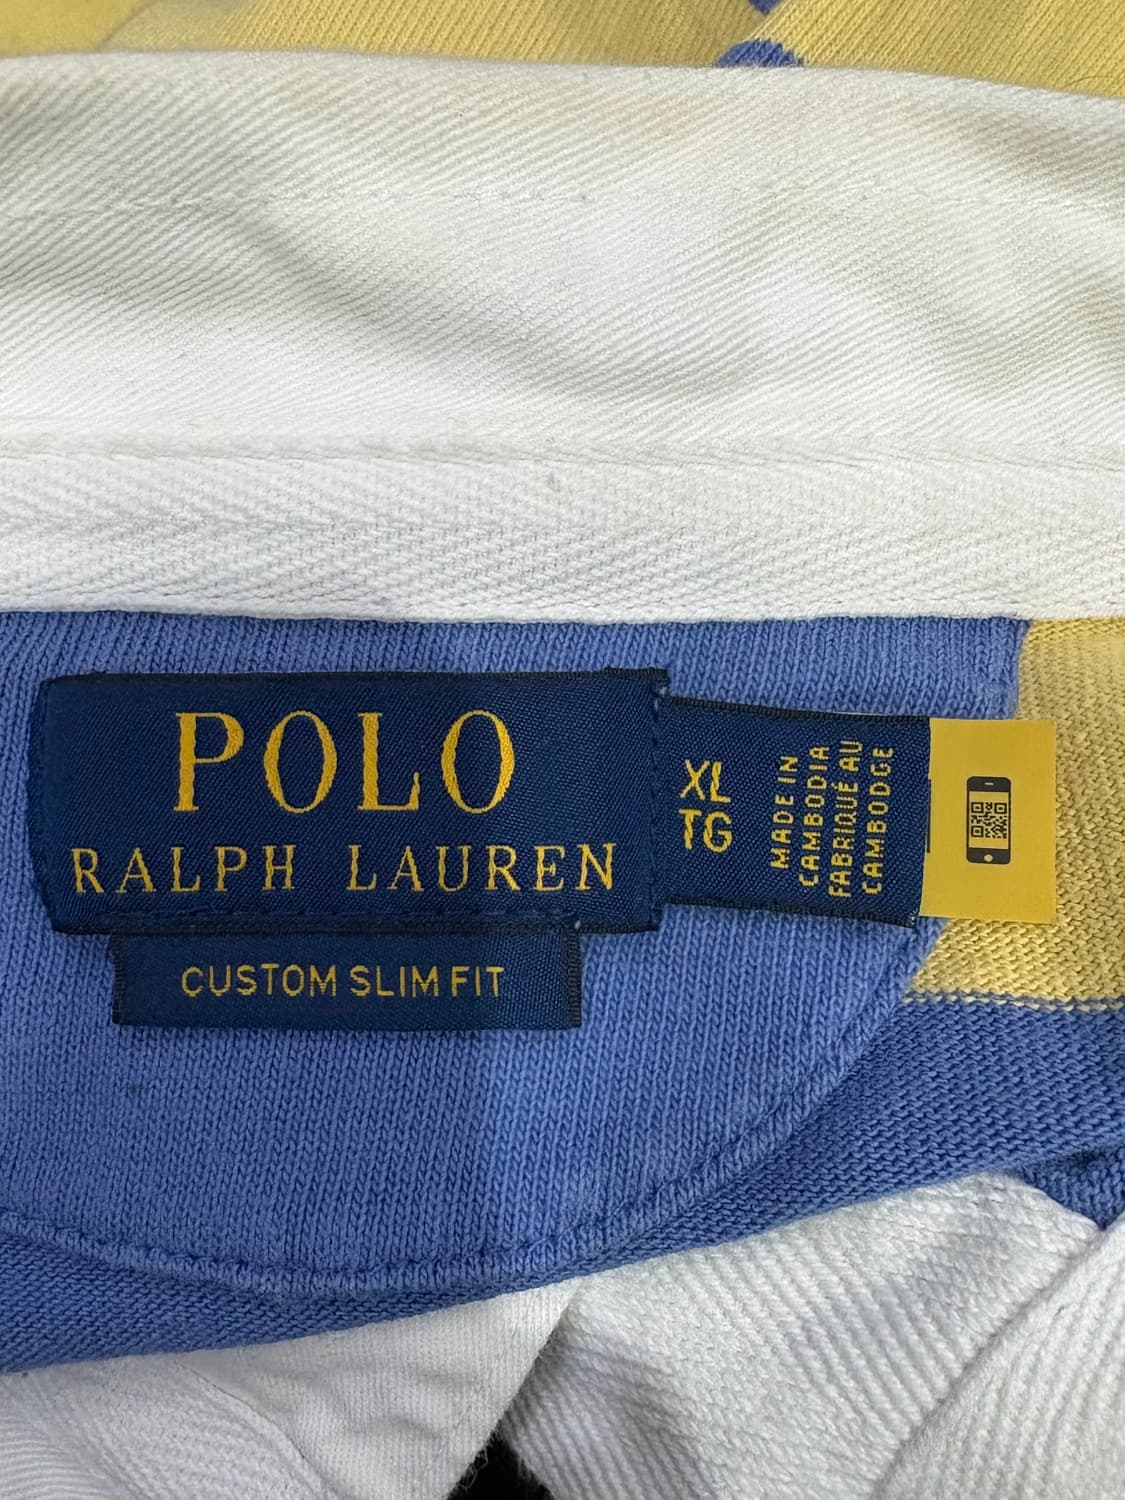 POLO
RALPH LAUREN
CUSTOM SLIM FIT
XL
TG
MADE IN
CAMBODIA
FABRIQUÉ AU
CAMBODGE